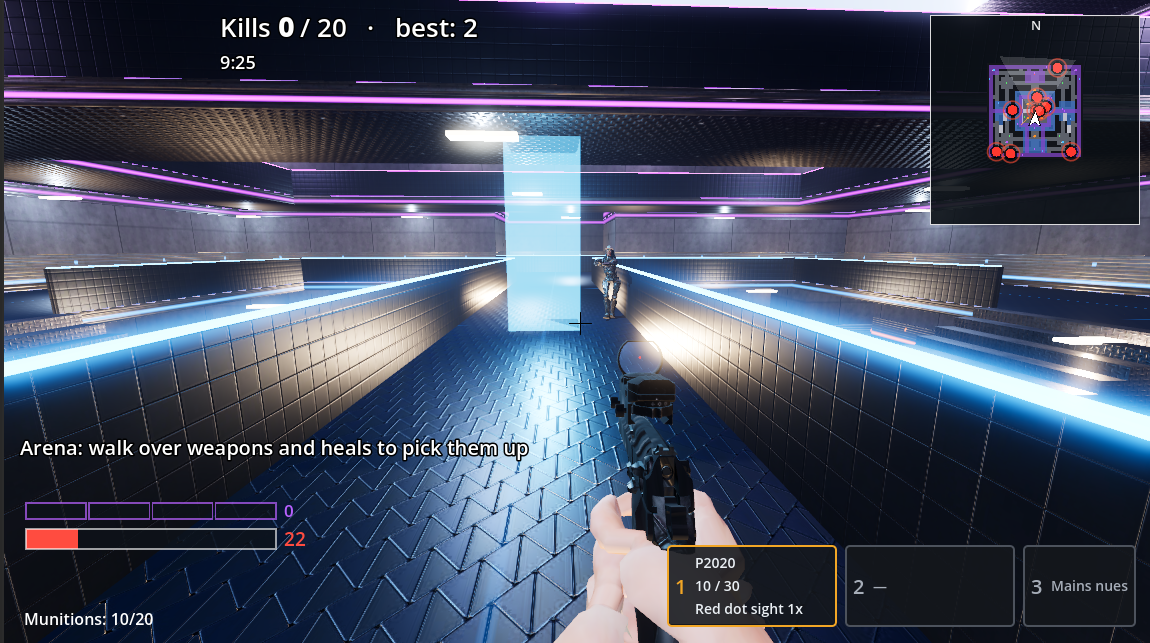 Kills 0 / 20 · best: 2
9:25
N
Arena: walk over weapons and heals to pick them up
0
22
Munitions: 10/20
1
P2020
10 / 30
Red dot sight 1x
2 —
3 Mains nues